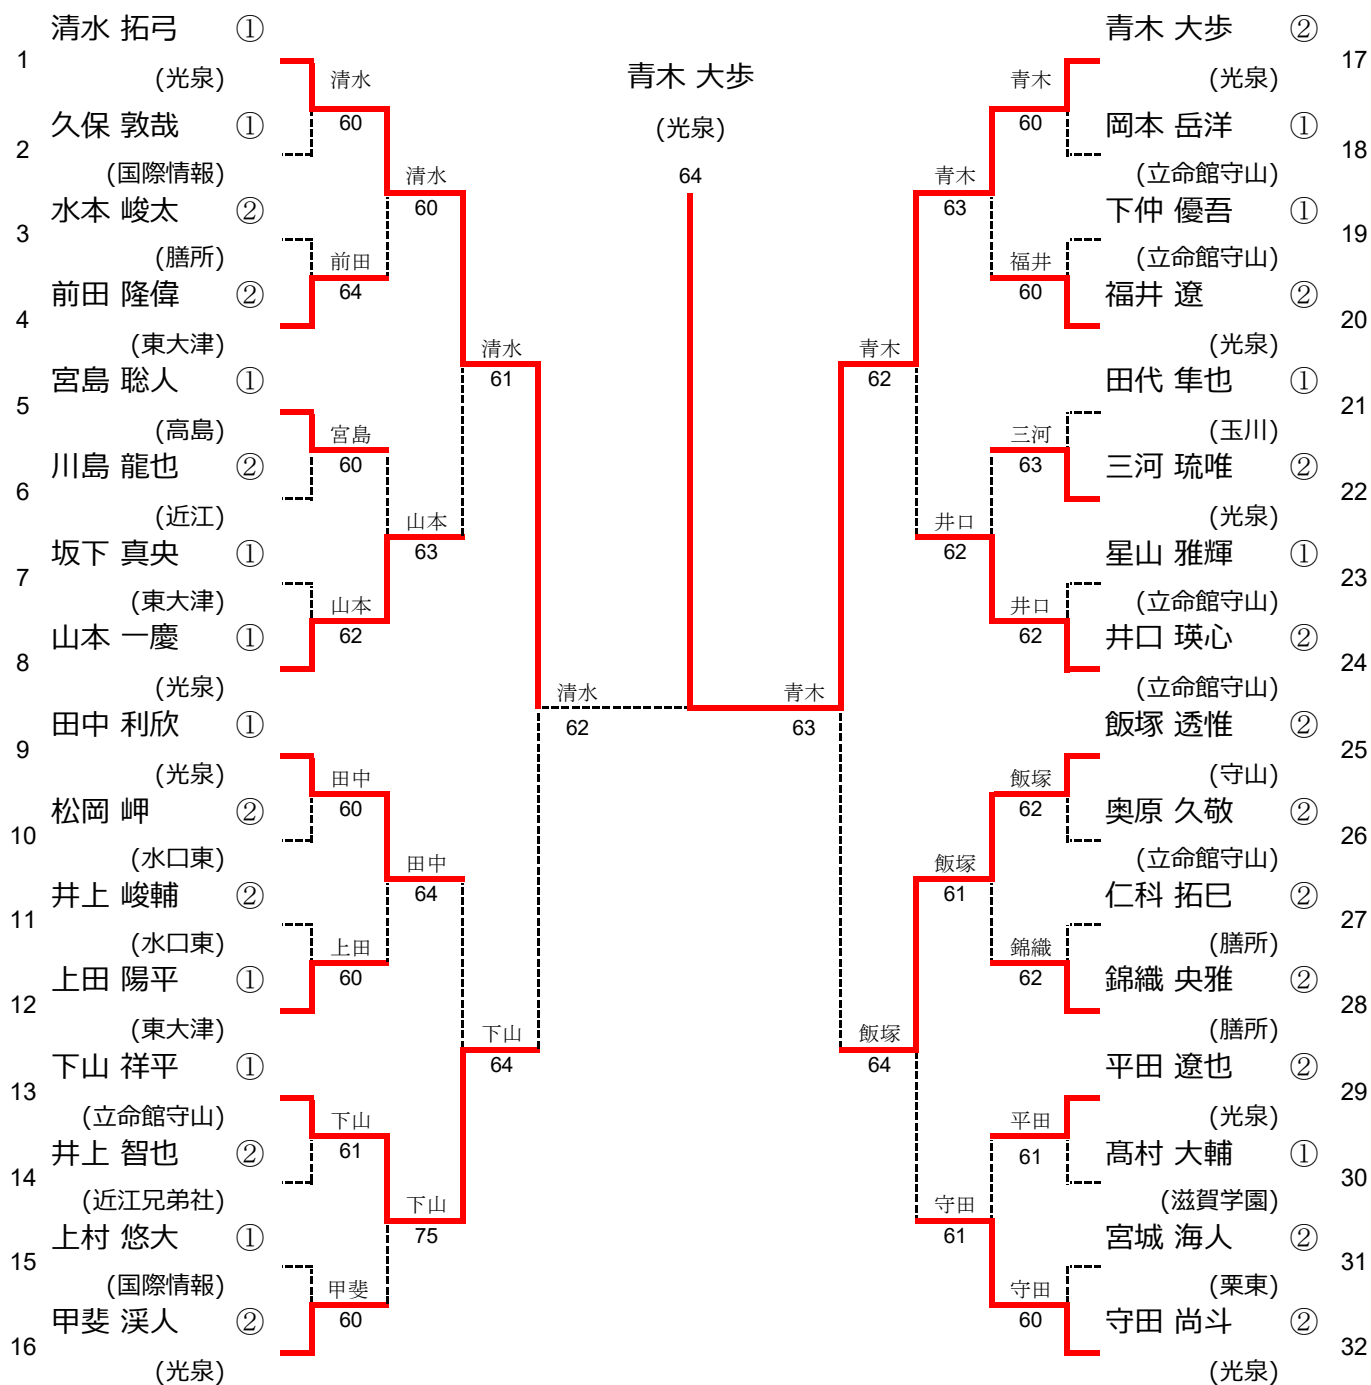 清水 拓弓 ①
1
(光泉)
久保 敦哉 ①
2
(国際情報)
水本 峻太 ②
3
(膳所)
前田 隆偉 ②
4
(東大津)
宮島 聡人 ①
5
(高島)
川島 龍也 ②
6
(近江)
坂下 真央 ①
7
(東大津)
山本 一慶 ①
8
(光泉)
田中 利欣 ①
9
(光泉)
松岡 岬 ②
10
(水口東)
井上 峻輔 ②
11
(水口東)
上田 陽平 ①
12
(東大津)
下山 祥平 ①
13
(立命館守山)
井上 智也 ②
14
(近江兄弟社)
上村 悠大 ①
15
(国際情報)
甲斐 渓人 ②
16
(光泉)
清水
60
前田
64
宮島
60
山本
62
田中
60
上田
60
下山
61
甲斐
60
清水
60
山本
63
田中
64
下山
75
清水
61
下山
64
清水
62
青木 大歩
(光泉)
64
青木
63
青木
62
飯塚
64
青木
63
井口
62
飯塚
61
守田
61
青木
60
福井
60
三河
63
井口
62
飯塚
62
錦織
62
平田
61
守田
60
青木 大歩 ②
17
(光泉)
岡本 岳洋 ①
18
(立命館守山)
下仲 優吾 ①
19
(立命館守山)
福井 遼 ②
20
(光泉)
田代 隼也 ①
21
(玉川)
三河 琉唯 ②
22
(光泉)
星山 雅輝 ①
23
(立命館守山)
井口 瑛心 ②
24
(立命館守山)
飯塚 透惟 ②
25
(守山)
奥原 久敬 ②
26
(立命館守山)
仁科 拓巳 ②
27
(膳所)
錦織 央雅 ②
28
(膳所)
平田 遼也 ②
29
(光泉)
髙村 大輔 ①
30
(滋賀学園)
宮城 海人 ②
31
(栗東)
守田 尚斗 ②
32
(光泉)